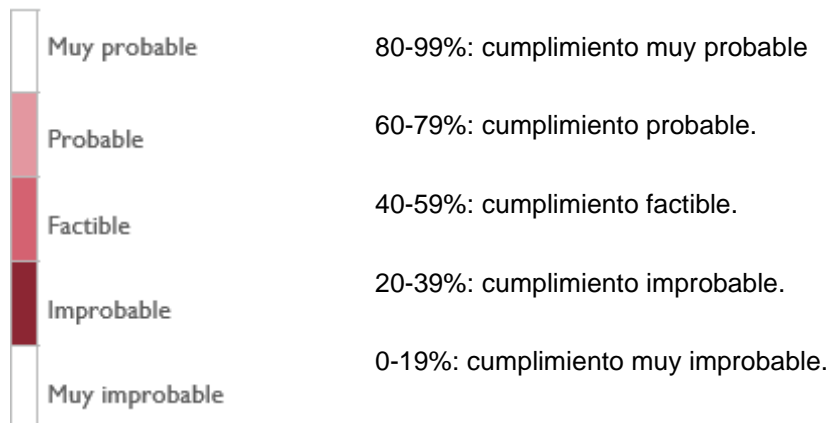 Muy probable
80-99%: cumplimiento muy probable
Probable
60-79%: cumplimiento probable.
Factible
40-59%: cumplimiento factible.
Improbable
20-39%: cumplimiento improbable.
Muy improbable
0-19%: cumplimiento muy improbable.